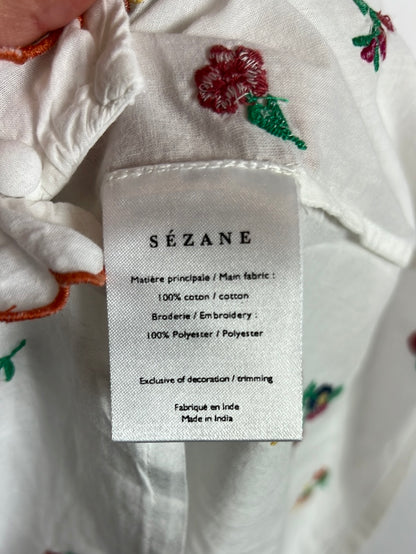 SÉZANE
Matière principale / Main fabric :
100% coton / cotton
Broderie / Embroidery :
100% Polyester / Polyester
Exclusive of decoration / trimming
Fabriqué en Inde
Made in India